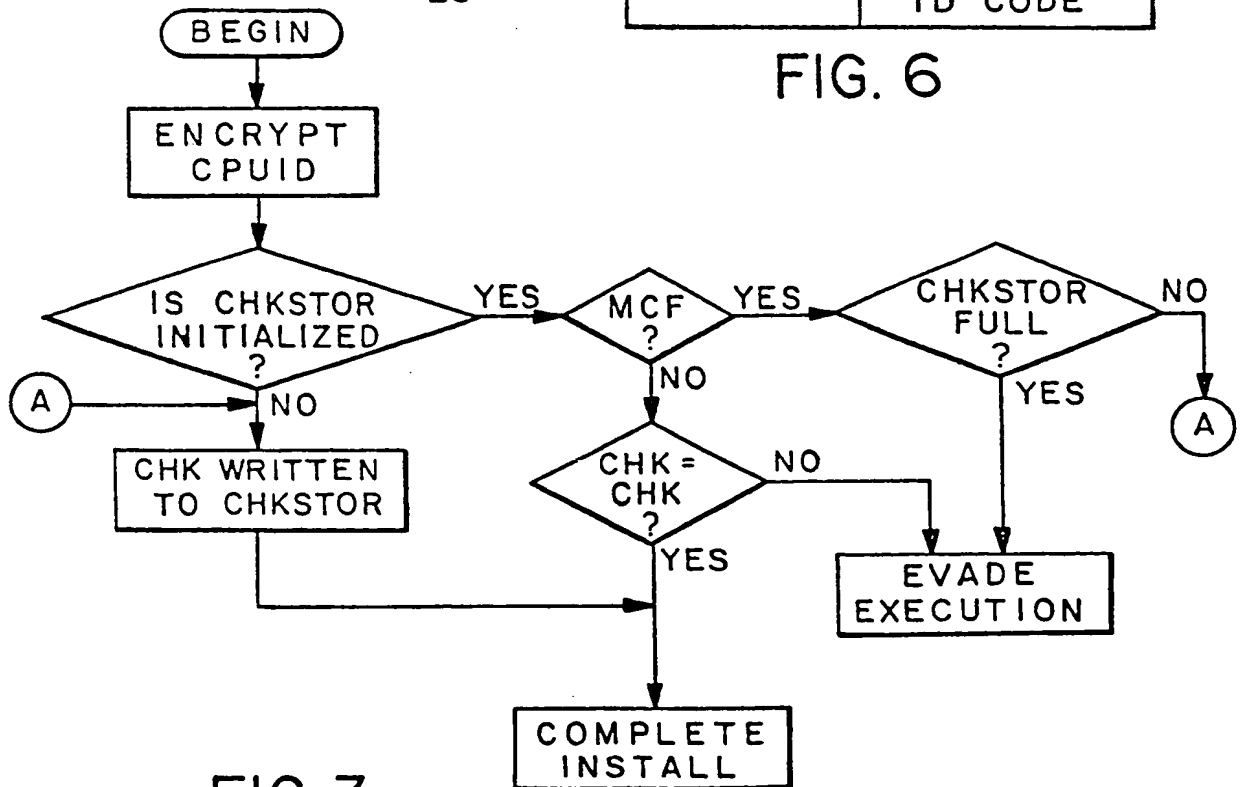 BEGIN
ID CODE
FIG. 6
ENCRYPT
CPUID
IS CHKSTOR
INITIALIZED
?
YES
MCF
?
YES
CHKSTOR
FULL
?
NO
A
NO
NO
YES
A
CHK WRITTEN
TO CHKSTOR
CHK =
CHK
?
NO
YES
EVADE
EXECUTION
COMPLETE
INSTALL